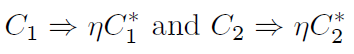 C₁ ⇒ ηC₁* and C₂ ⇒ ηC₂*